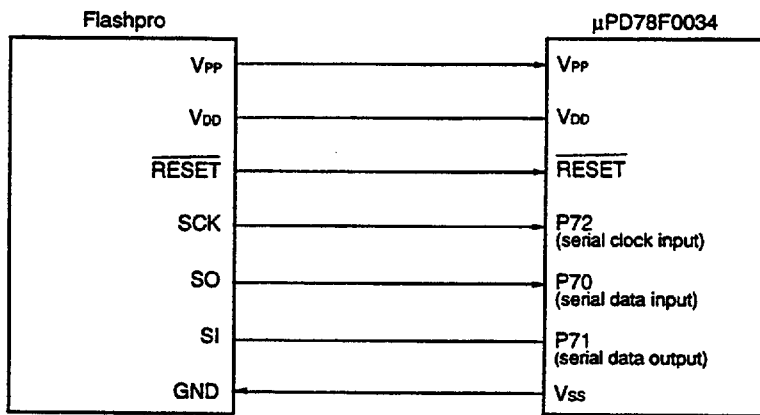 Flashpro
μPD78F0034
VPP
VPP
VDD
VDD
RESET
RESET
SCK
P72
(serial clock input)
SO
P70
(serial data input)
SI
P71
(serial data output)
GND
VSS